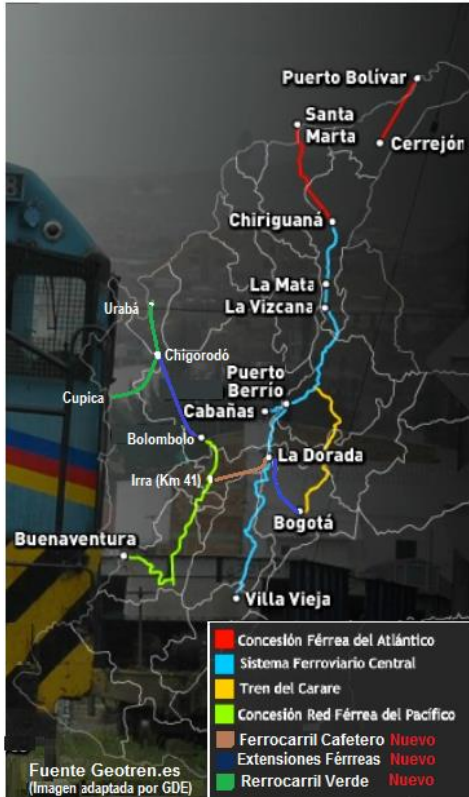 Puerto Bolívar
Santa
Marta
Cerrejón
Chiriguaná
La Mata
La Vizcana
Urabá
Chigorodó
Cupica
Puerto
Berrío
Cabañas
Bolombolo
La Dorada
Irra (Km 41)
Bogotá
Buenaventura
Villa Vieja
Concesión Férrea del Atlántico
Sistema Ferroviario Central
Tren del Carare
Concesión Red Férrea del Pacífico
Ferrocarril Cafetero Nuevo
Extensiones Férrreas Nuevo
Rerrocarril Verde Nuevo
Fuente Geotren.es
(Imagen adaptada por GDE)